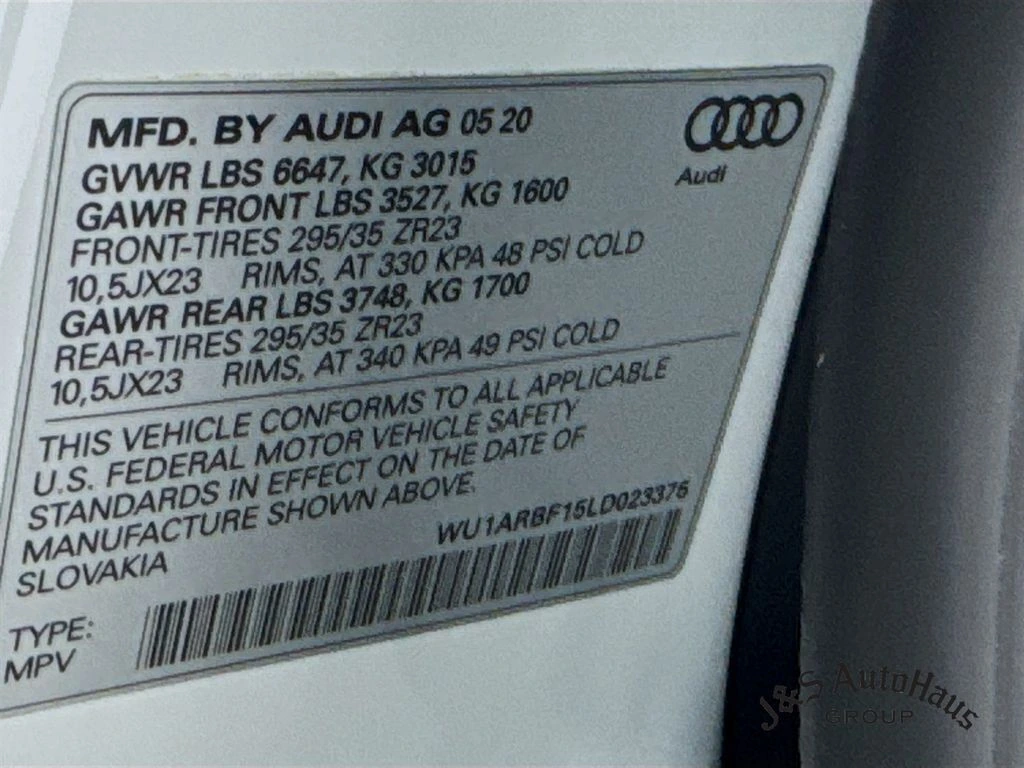 MFD. BY AUDI AG 05 20
Audi
GVWR LBS 6647, KG 3015
GAWR FRONT LBS 3527, KG 1600
FRONT-TIRES 295/35 ZR23
10,5JX23 RIMS, AT 330 KPA 48 PSI COLD
GAWR REAR LBS 3748, KG 1700
REAR-TIRES 295/35 ZR23
10,5JX23 RIMS, AT 340 KPA 49 PSI COLD
THIS VEHICLE CONFORMS TO ALL APPLICABLE
U.S. FEDERAL MOTOR VEHICLE SAFETY
STANDARDS IN EFFECT ON THE DATE OF
MANUFACTURE SHOWN ABOVE.
SLOVAKIA
WU1ARBF15LD023375
TYPE:
MPV
J&S AutoHaus
GROUP